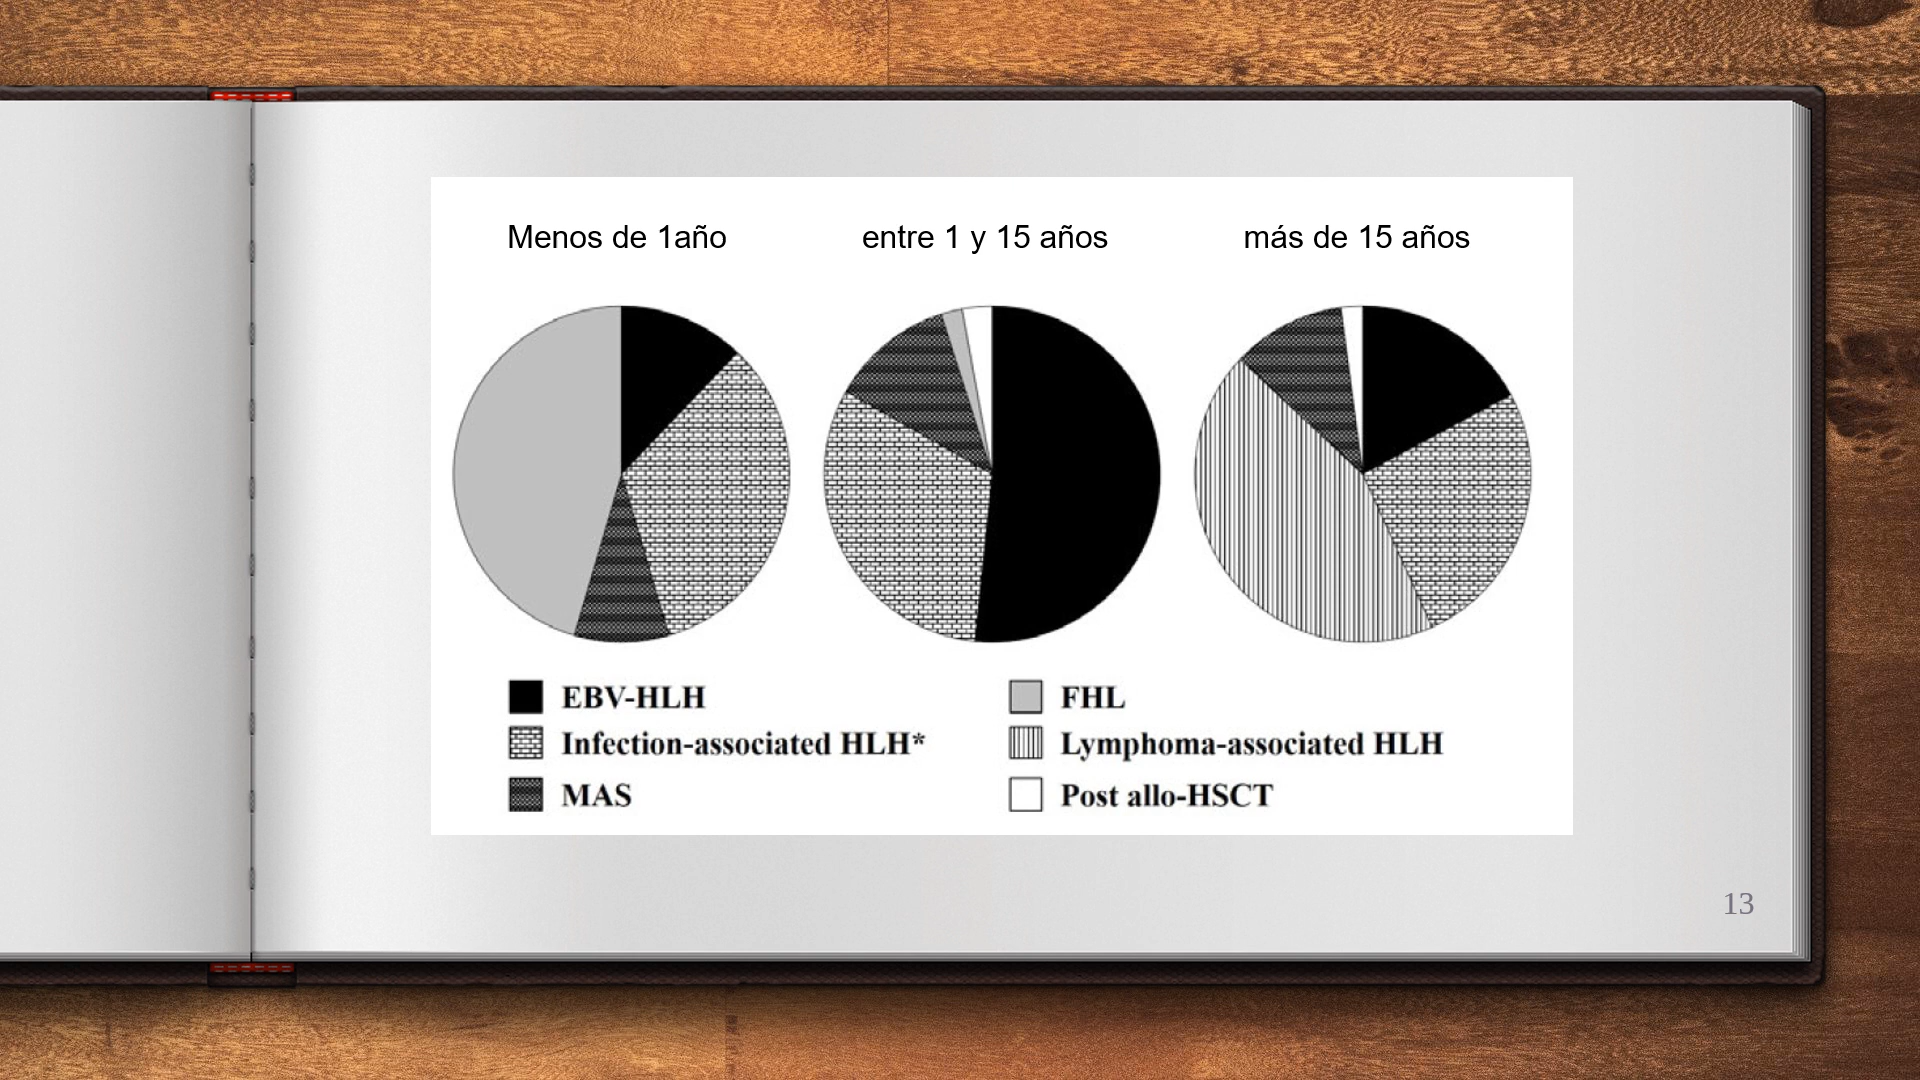 Menos de 1año
entre 1 y 15 años
más de 15 años
EBV-HLH
FHL
Infection-associated HLH*
Lymphoma-associated HLH
MAS
Post allo-HSCT
13